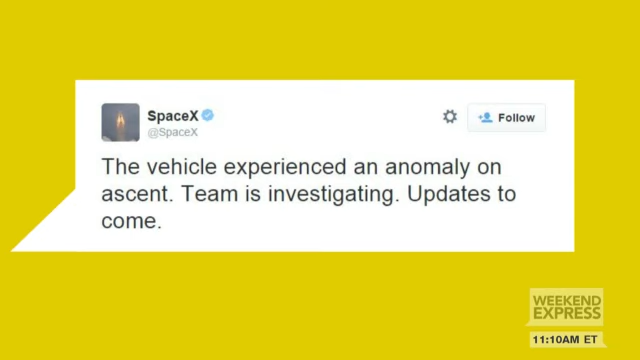 SpaceX
@SpaceX
Follow
The vehicle experienced an anomaly on
ascent. Team is investigating. Updates to
come.
WEEKEND
EXPRESS
11:10AM ET